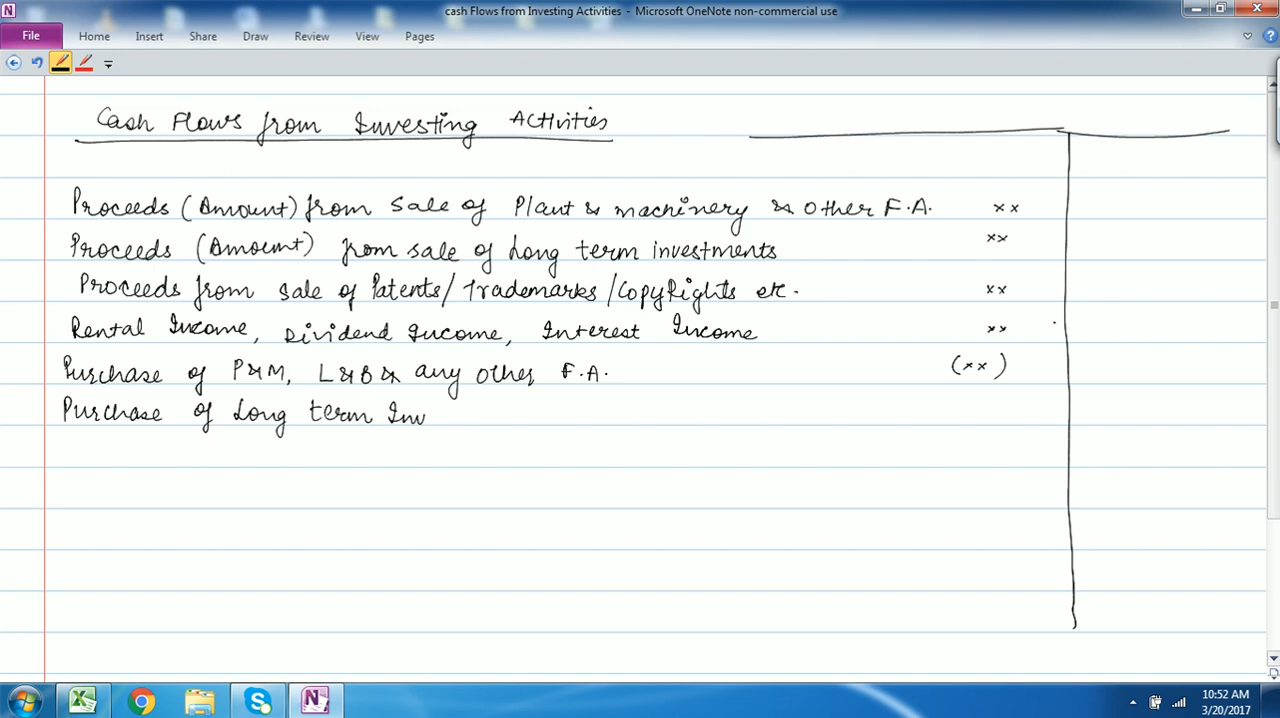 cash Flows from Investing Activities - Microsoft OneNote non-commercial use
File Home Insert Share Draw Review View Pages
Cash Flows from Investing Activities
Proceeds (Amount) from sale of Plant & machinery & other F.A. xx
Proceeds (Amount) from sale of Long term investments xx
Proceeds from sale of Patents/Trademarks/CopyRights etc. xx
Rental Income, Dividend Income, Interest Income xx
Purchase of P&M, L&B & any other F.A. (xx)
Purchase of Long term Inv
10:52 AM
3/20/2017